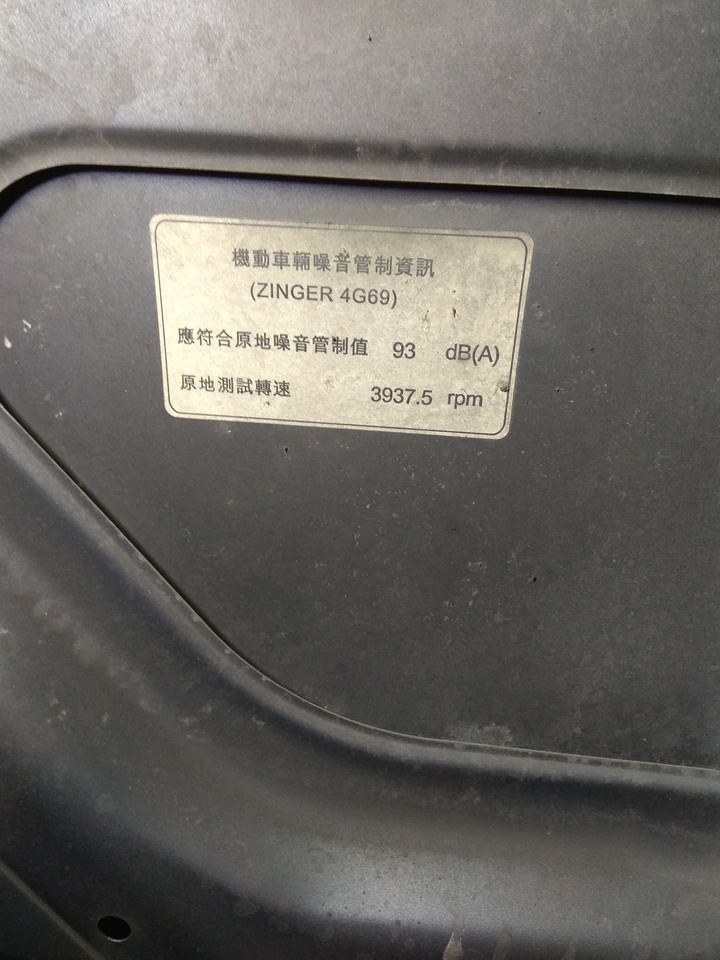 機動車輛噪音管制資訊
(ZINGER 4G69)
應符合原地噪音管制值 93 dB(A)
原地測試轉速 3937.5 rpm